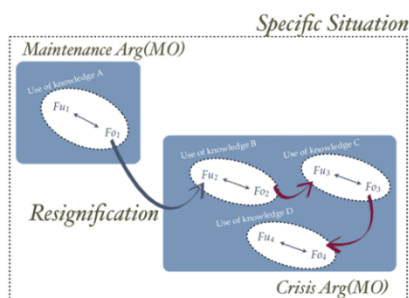 Specific Situation
Maintenance Arg(MO)
Use of knowledge A
Fu1
Fo1
Use of knowledge B
Fu2
Fo2
Use of knowledge C
Fu3
Fo3
Resignification
Use of knowledge D
Fu4
Fo4
Crisis Arg(MO)